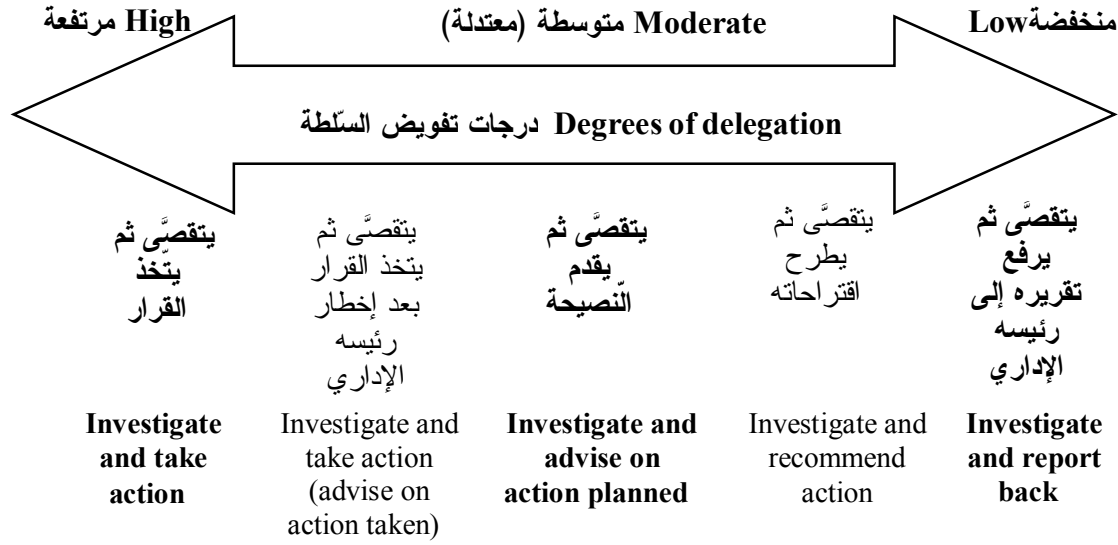 مرتفعة High
متوسطة (معتدلة) Moderate
منخفضة Low
درجات تفويض السّلطة Degrees of delegation
يتقصَّى ثم
يتّخذ
القرار
يتقصَّى ثم
يتخذ القرار
بعد إخطار
رئيسه
الإداري
يتقصَّى ثم
يقدم
النّصيحة
يتقصَّى ثم
يطرح
اقتراحاته
يتقصَّى ثم
يرفع
تقريره إلى
رئيسه
الإداري
Investigate
and take
action
Investigate and
take action
(advise on
action taken)
Investigate and
advise on
action planned
Investigate and
recommend
action
Investigate
and report
back